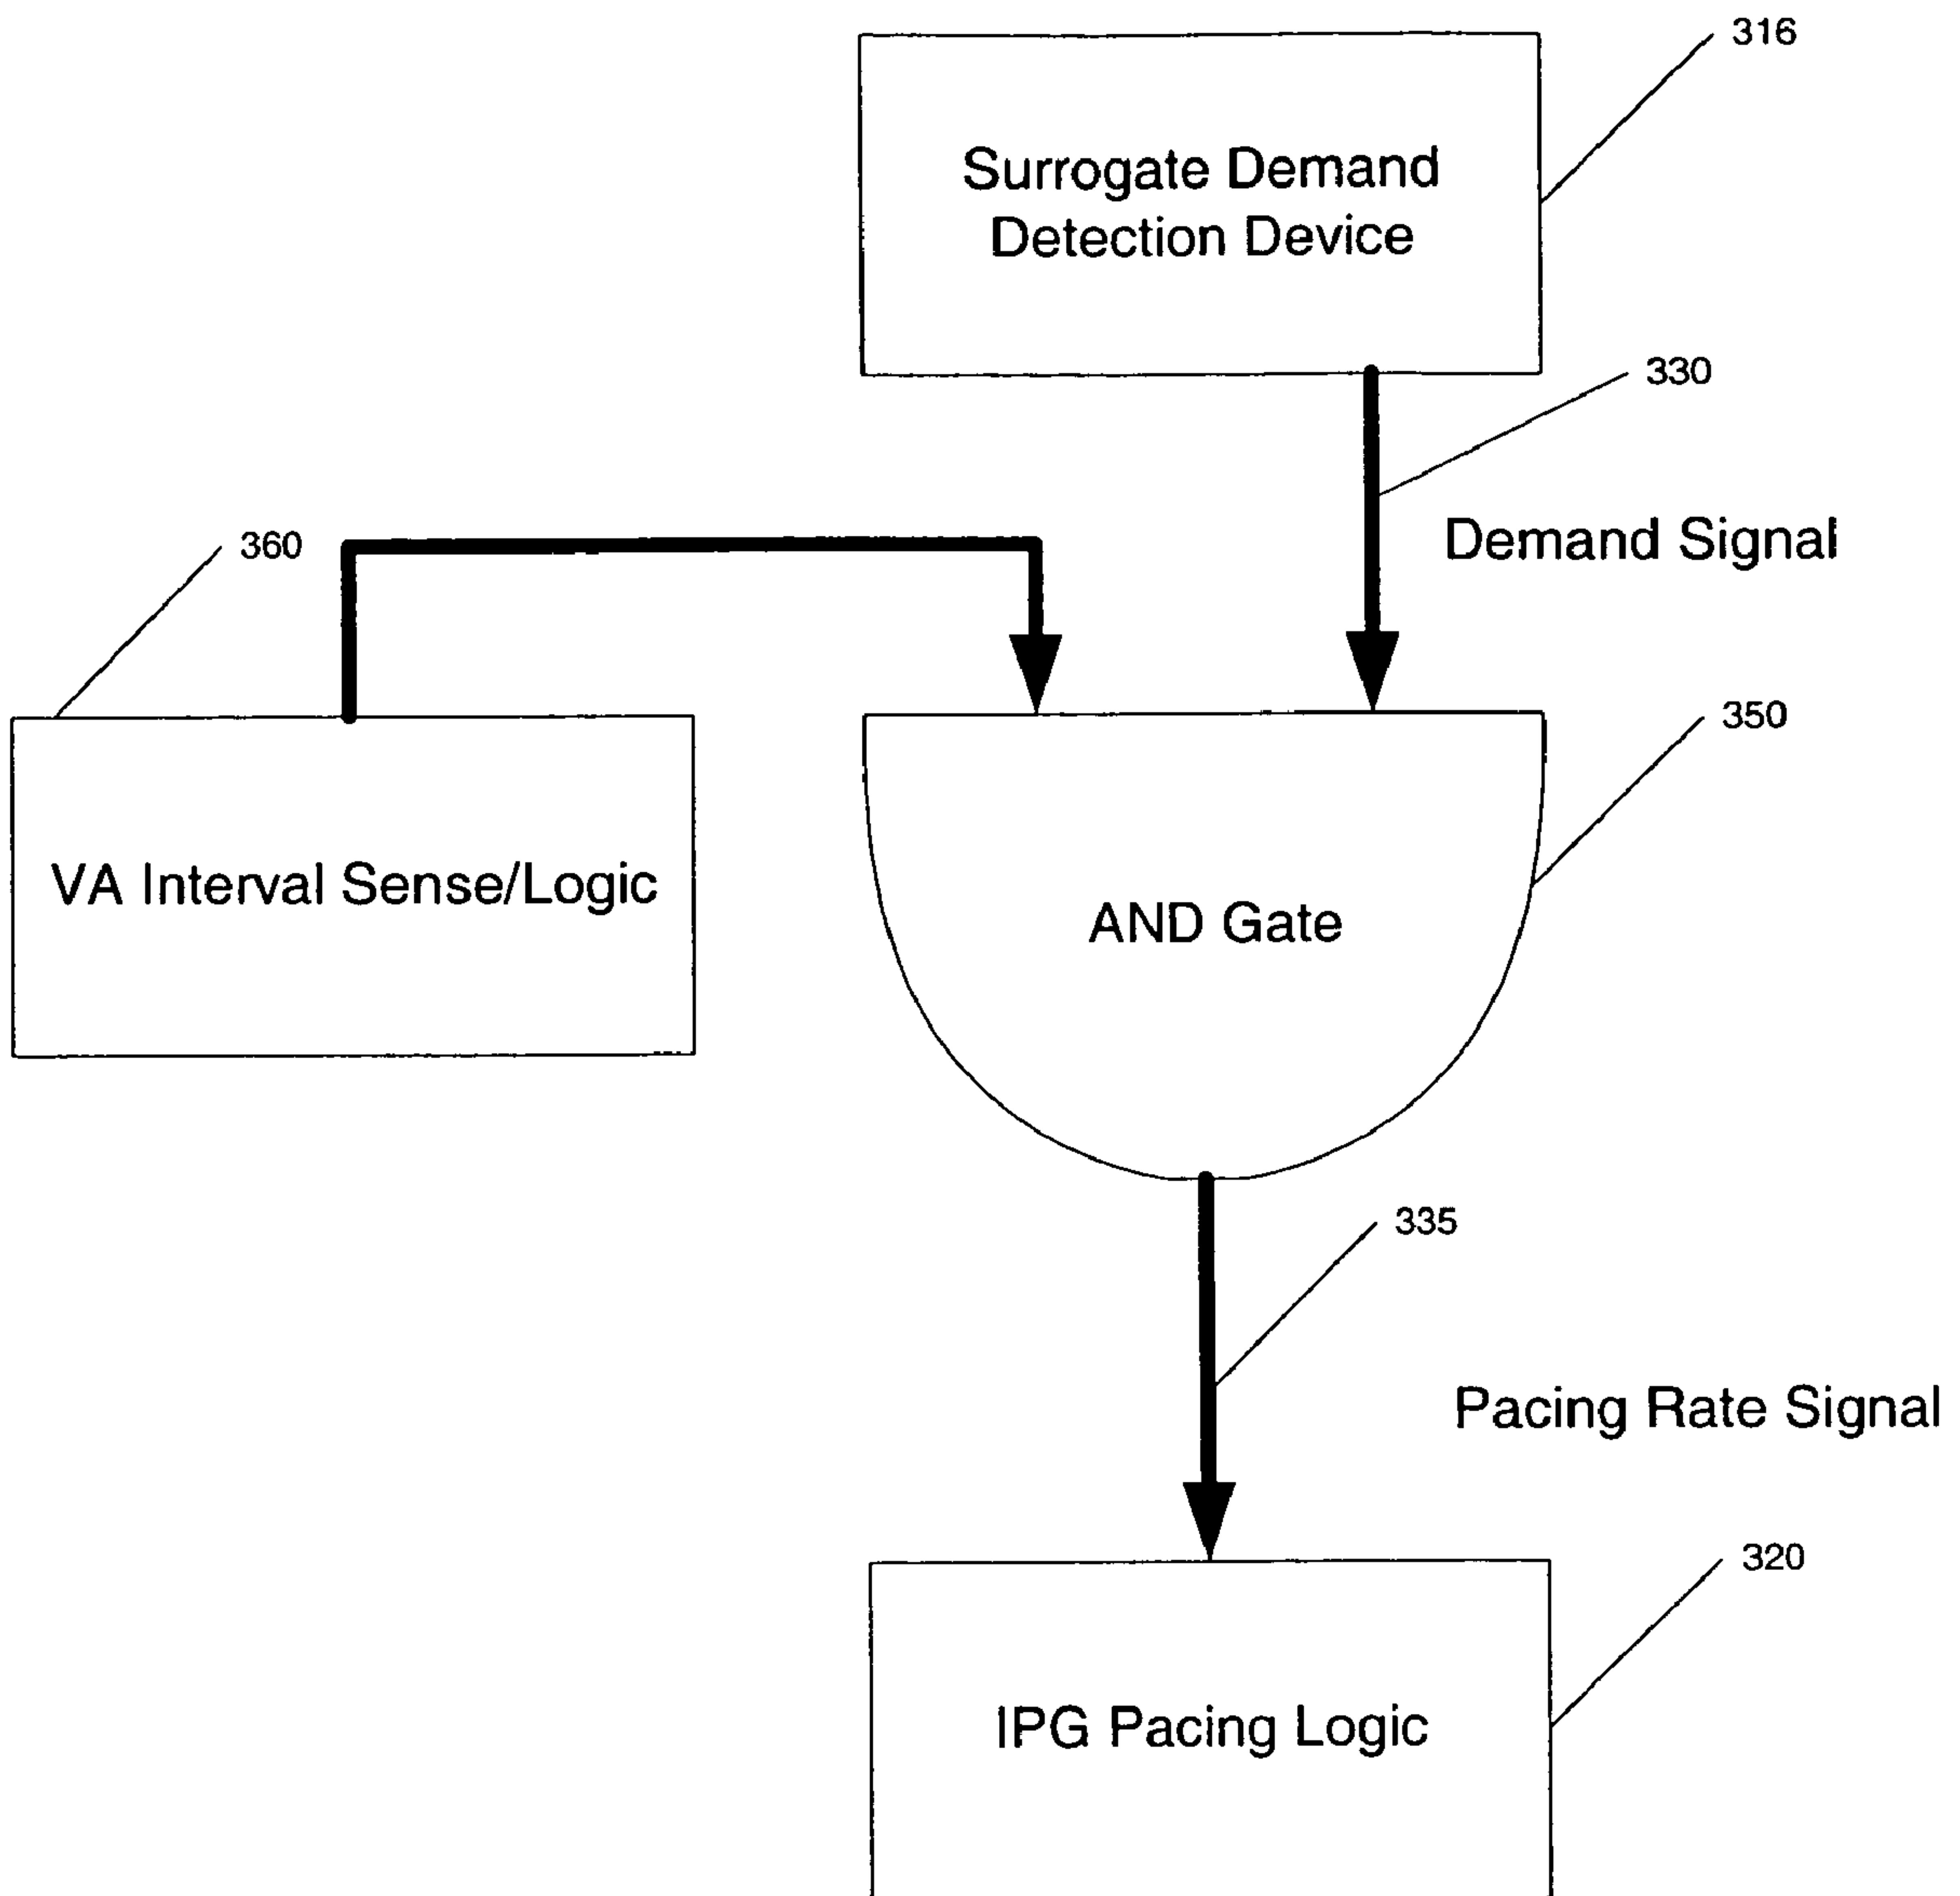 316
Surrogate Demand
Detection Device
330
Demand Signal
360
350
VA Interval Sense/Logic
AND Gate
335
Pacing Rate Signal
320
IPG Pacing Logic